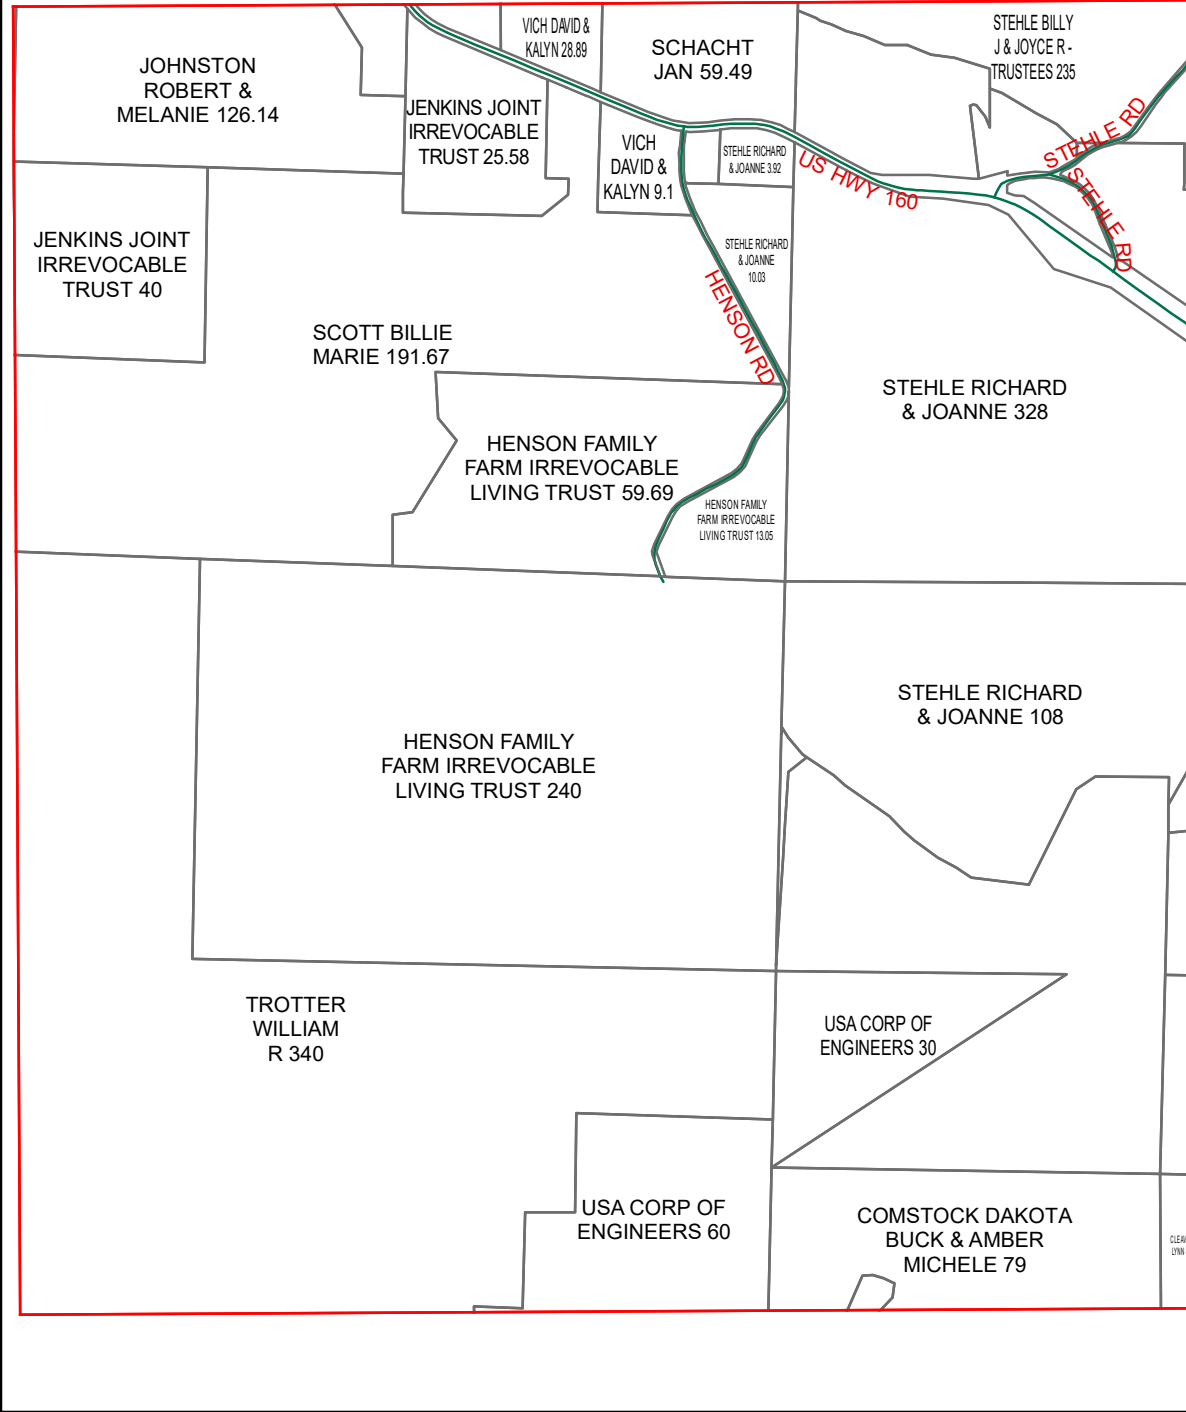 VICH DAVID &
KALYN 28.89
SCHACHT
JAN 59.49
STEHLE BILLY
J & JOYCE R -
TRUSTEES 235
JOHNSTON
ROBERT &
MELANIE 126.14
JENKINS JOINT
IRREVOCABLE
TRUST 25.58
VICH
DAVID &
KALYN 9.1
STEHLE RICHARD
& JOANNE 3.92
US HWY 160
STEHLE RD
STEHLE RD
JENKINS JOINT
IRREVOCABLE
TRUST 40
STEHLE RICHARD
& JOANNE
10.03
HENSON RD
SCOTT BILLIE
MARIE 191.67
STEHLE RICHARD
& JOANNE 328
HENSON FAMILY
FARM IRREVOCABLE
LIVING TRUST 59.69
HENSON FAMILY
FARM IRREVOCABLE
LIVING TRUST 13.05
STEHLE RICHARD
& JOANNE 108
HENSON FAMILY
FARM IRREVOCABLE
LIVING TRUST 240
TROTTER
WILLIAM
R 340
USA CORP OF
ENGINEERS 30
USA CORP OF
ENGINEERS 60
COMSTOCK DAKOTA
BUCK & AMBER
MICHELE 79
LYNN